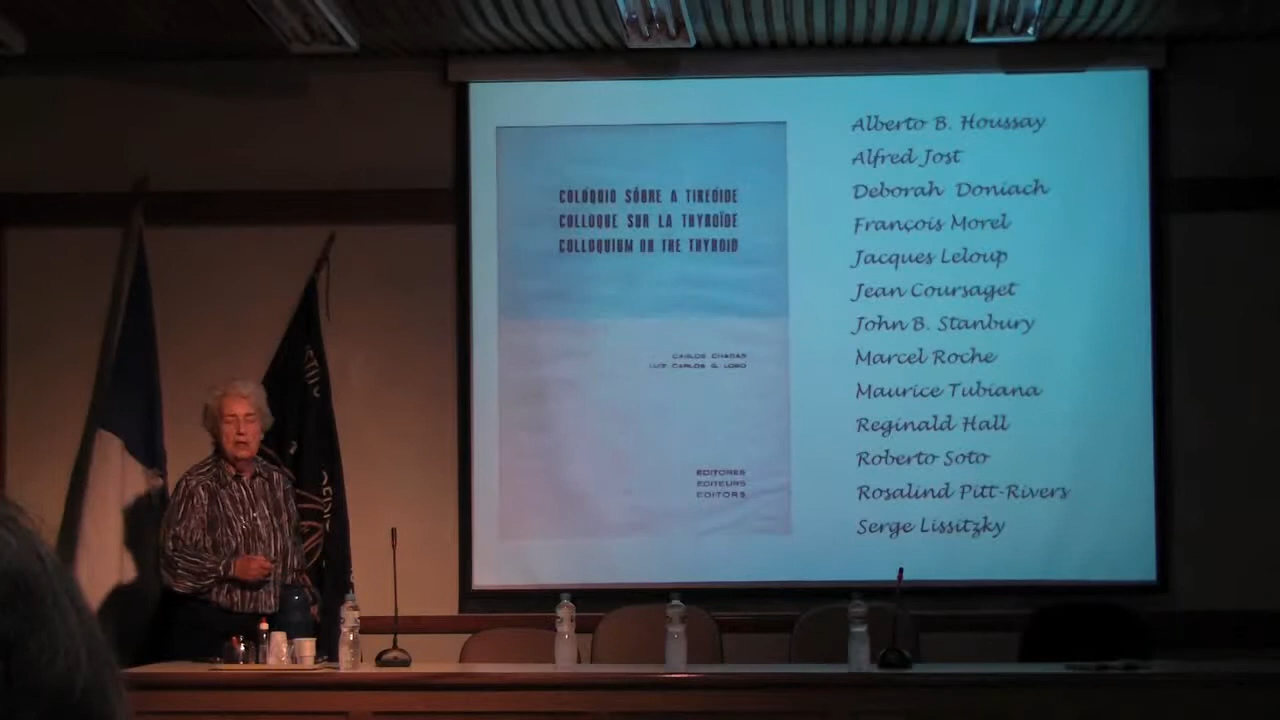 COLÓQUIO SÔBRE A TIREÓIDE
COLLOQUE SUR LA THYROÏDE
COLLOQUIUM ON THE THYROID
CARLOS CHAGAS
LUIZ CARLOS G. LOBO
EDITORES
EDITEURS
EDITORS
Alberto B. Houssay
Alfred Jost
Deborah Doniach
François Morel
Jacques Leloup
Jean Coursaget
John B. Stanbury
Marcel Roche
Maurice Tubiana
Reginald Hall
Roberto Soto
Rosalind Pitt-Rivers
Serge Lissitzky